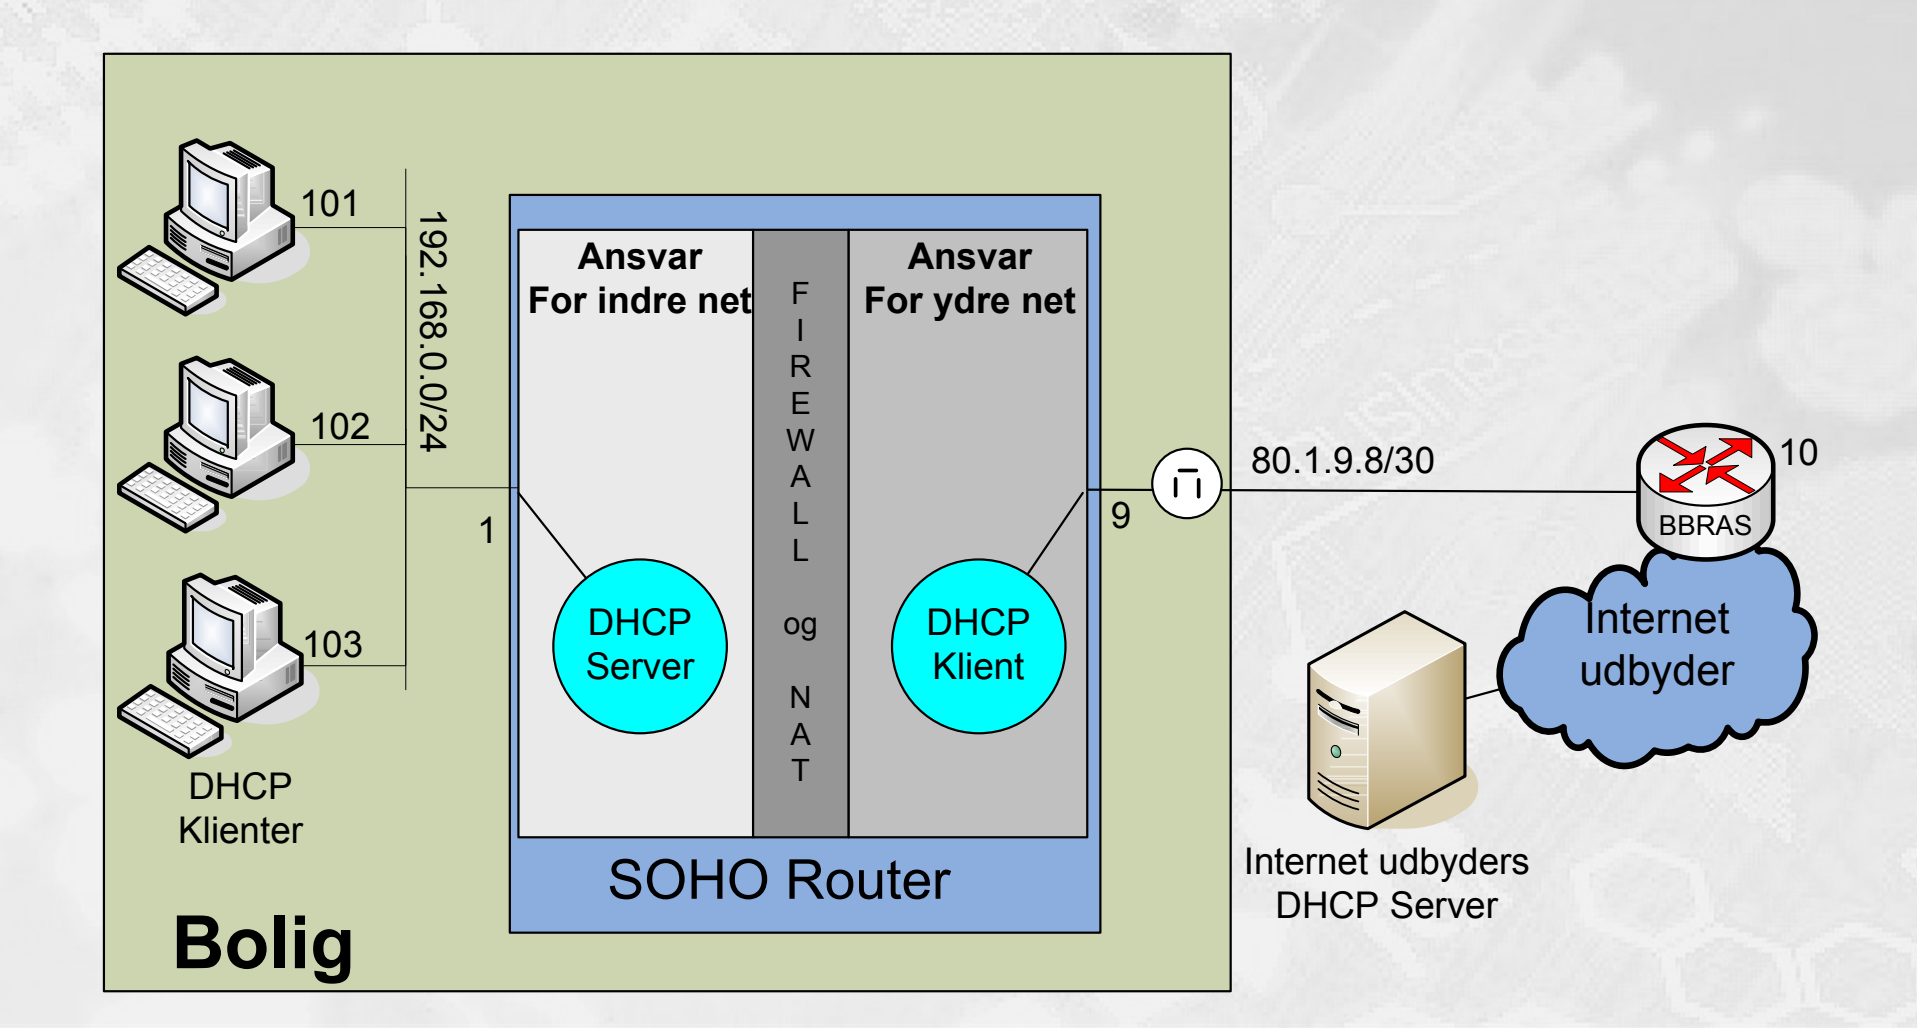 101
102
103
192.168.0.0/24
DHCP
Klienter
Bolig
1
Ansvar
For indre net
DHCP
Server
FIREWALL
og
NAT
Ansvar
For ydre net
DHCP
Klient
SOHO Router
9
80.1.9.8/30
10
BBRAS
Internet
udbyder
Internet udbyders
DHCP Server